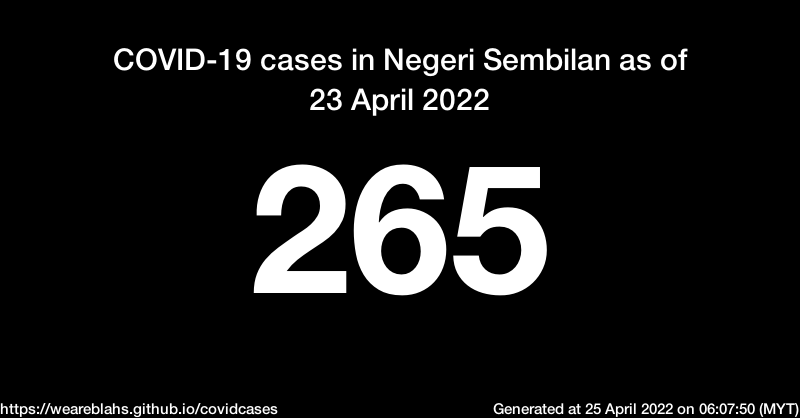 COVID-19 cases in Negeri Sembilan as of
23 April 2022
265
https://weareblahs.github.io/covidcases
Generated at 25 April 2022 on 06:07:50 (MYT)